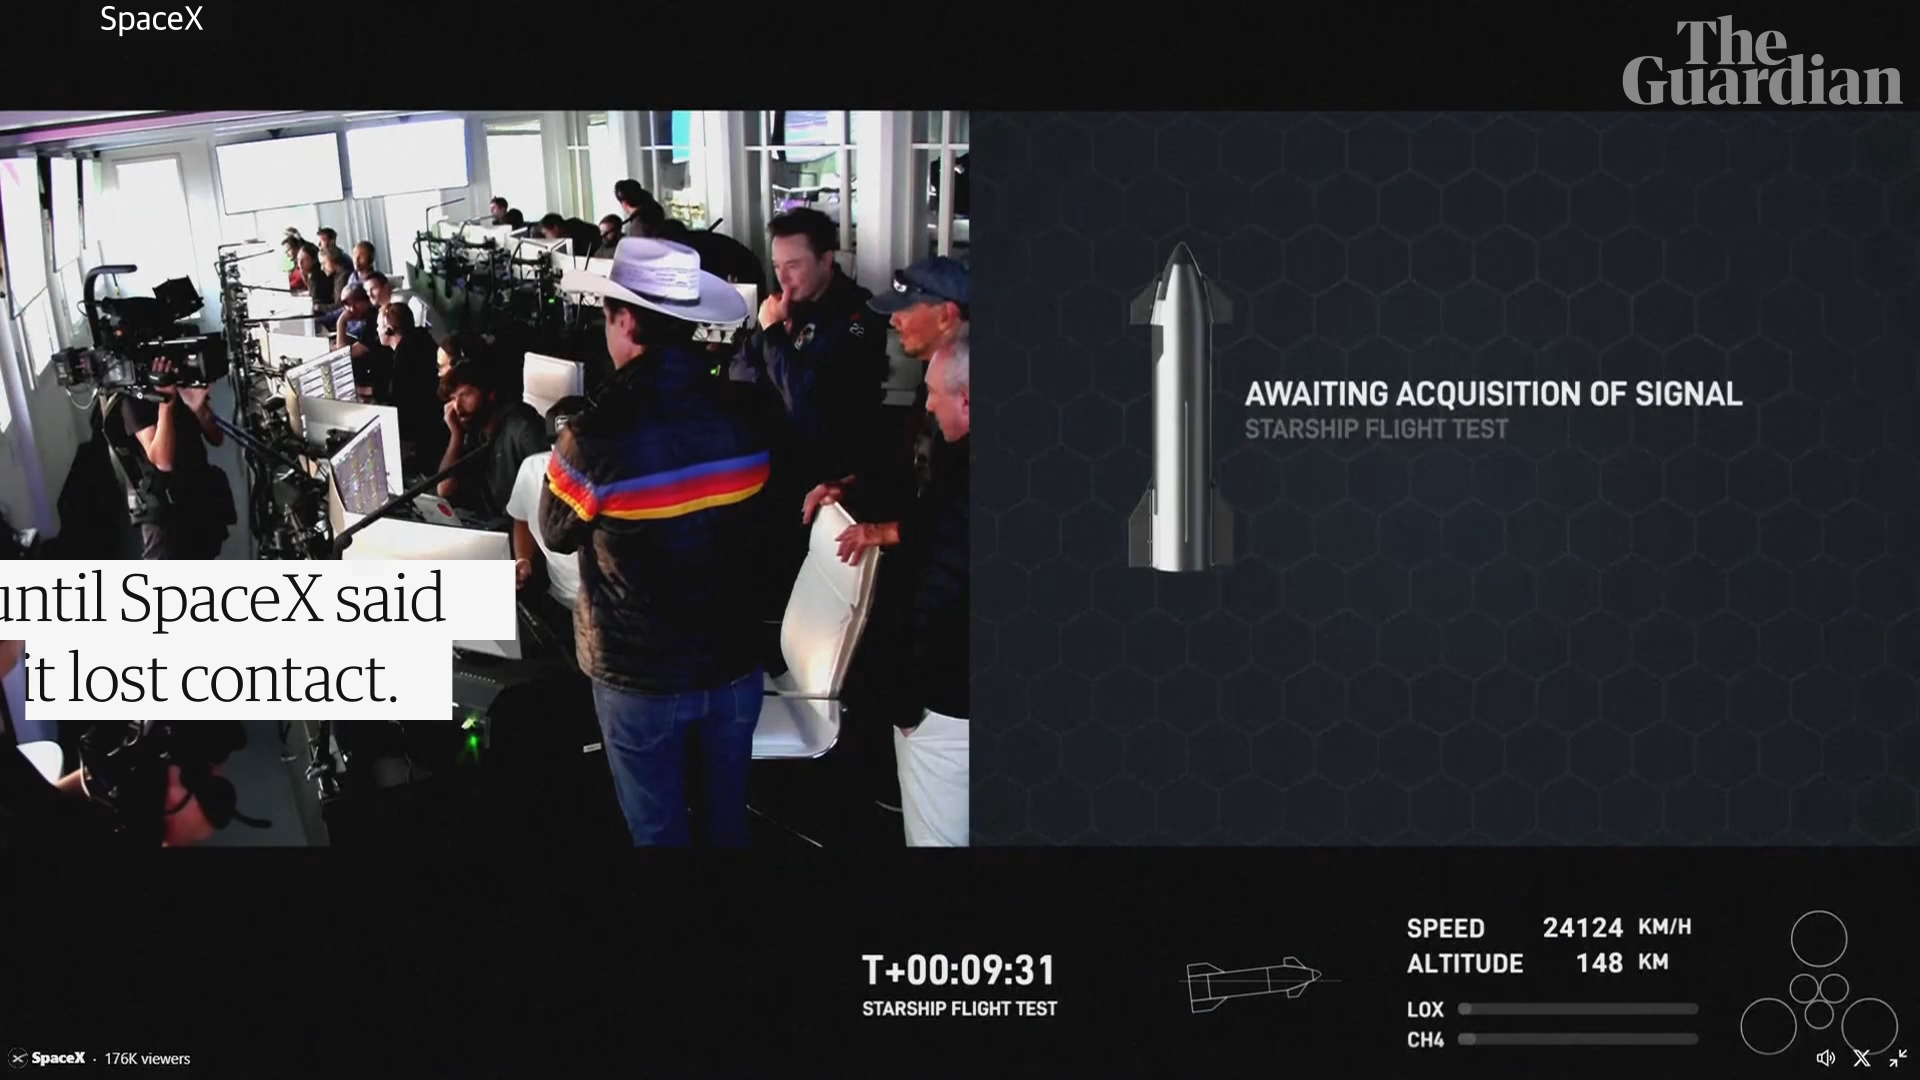 SpaceX
The
Guardian
AWAITING ACQUISITION OF SIGNAL
STARSHIP FLIGHT TEST
until SpaceX said
it lost contact.
T+00:09:31
STARSHIP FLIGHT TEST
SPEED 24124 KM/H
ALTITUDE 148 KM
LOX
CH4
SpaceX · 176K viewers